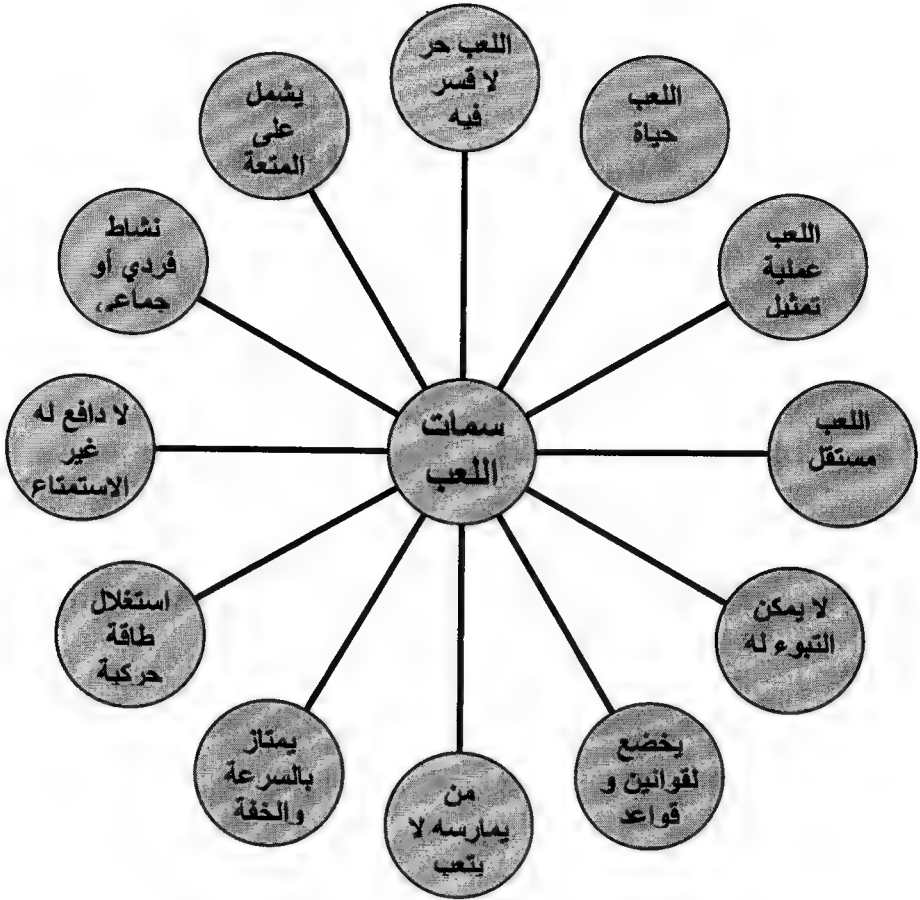 سمات
اللعب
اللعب حر
لا قسر
فيه
اللعب
حياة
اللعب
عملية
تمثيل
اللعب
مستقل
لا يمكن
التبوء له
يخضع
لقوانين و
قواعد
من
يمارسه لا
يتعب
يمتاز
بالسرعة
والخفة
استغلال
طاقة
حركية
لا دافع له
غير
الاستمتاع
نشاط
فردي أو
جماعي
يشمل
على
المتعة